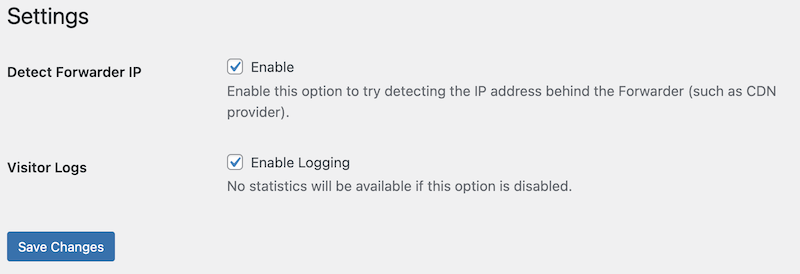 Settings
Detect Forwarder IP
Enable
Enable this option to try detecting the IP address behind the Forwarder (such as CDN
provider).
Visitor Logs
Enable Logging
No statistics will be available if this option is disabled.
Save Changes